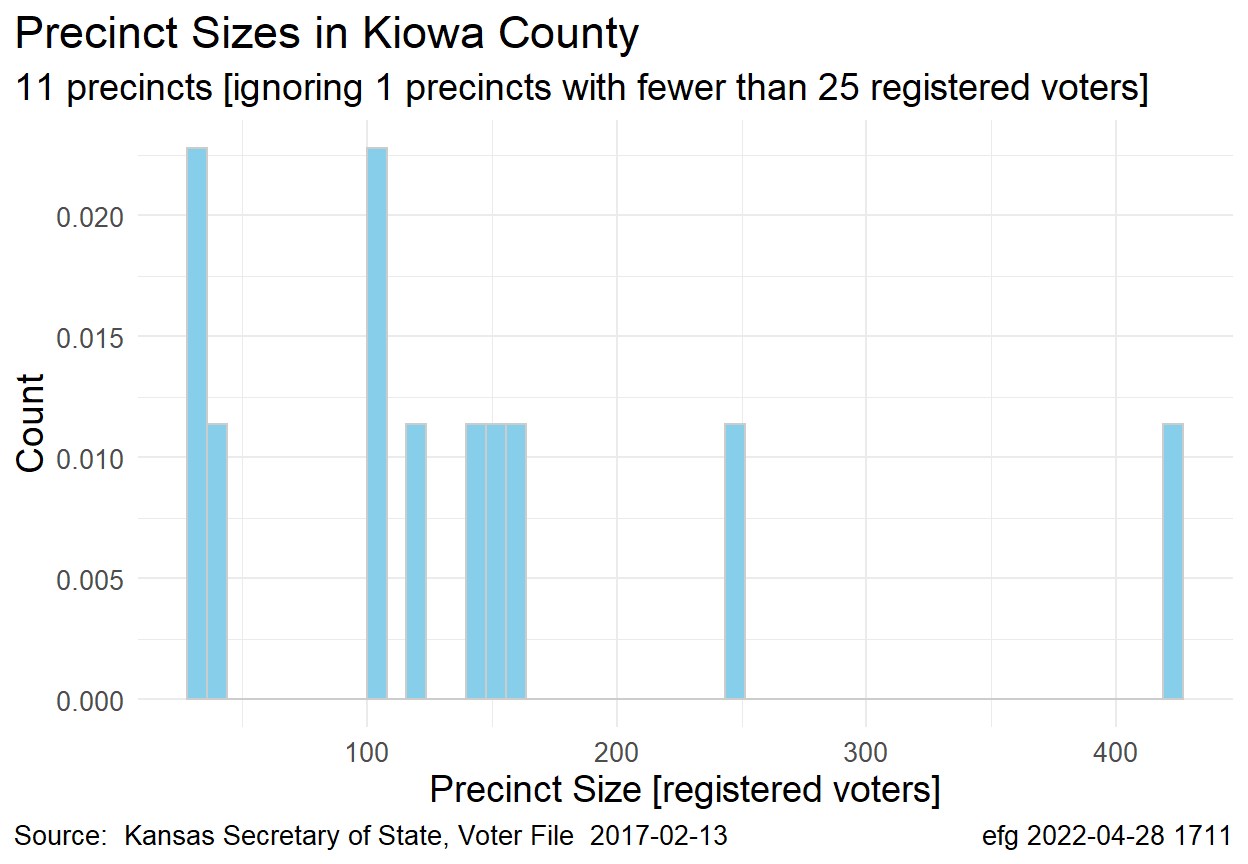 Precinct Sizes in Kiowa County
11 precincts [ignoring 1 precincts with fewer than 25 registered voters]
0.020
0.015
0.010
0.005
0.000
Count
100 200 300 400
Precinct Size [registered voters]
Source:  Kansas Secretary of State, Voter File  2017-02-13
efg 2022-04-28 1711